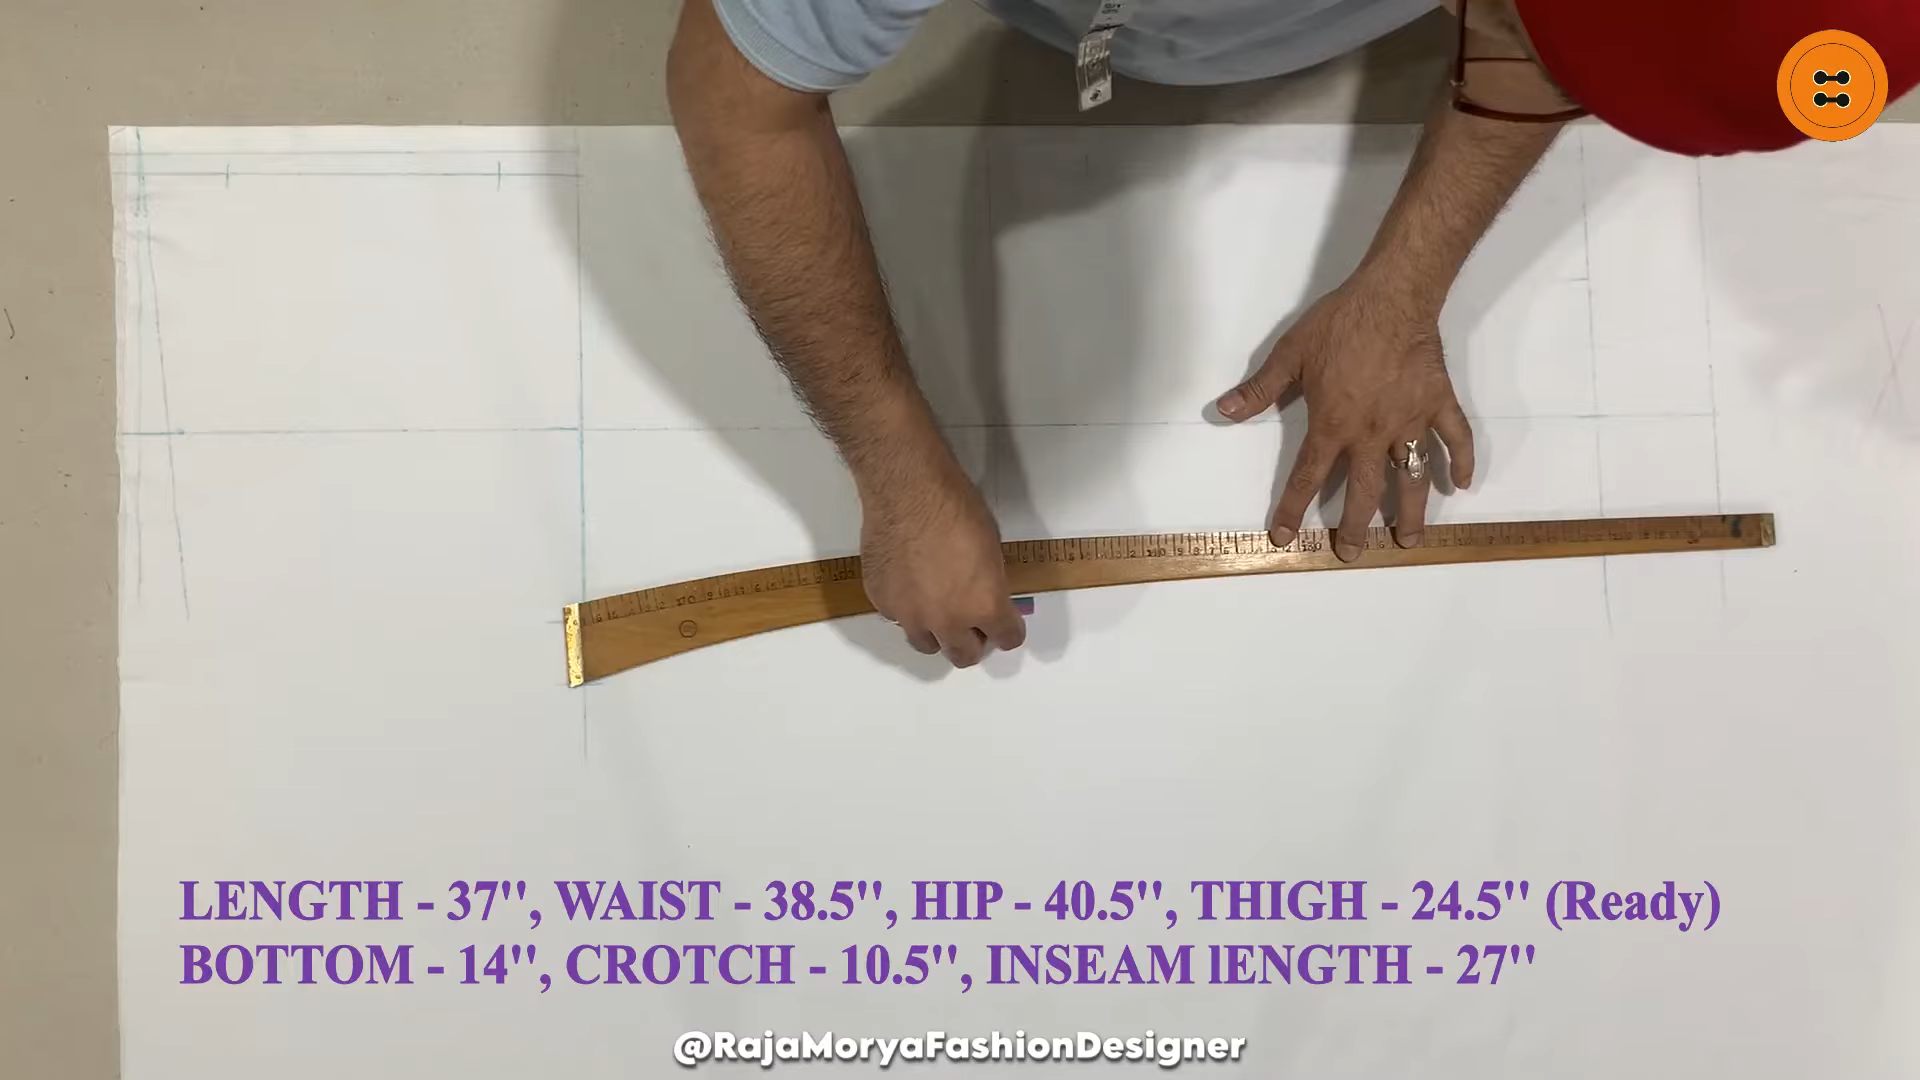 LENGTH - 37'', WAIST - 38.5'', HIP - 40.5'', THIGH - 24.5'' (Ready)
BOTTOM - 14'', CROTCH - 10.5'', INSEAM lENGTH - 27''
@RajaMoryaFashionDesigner